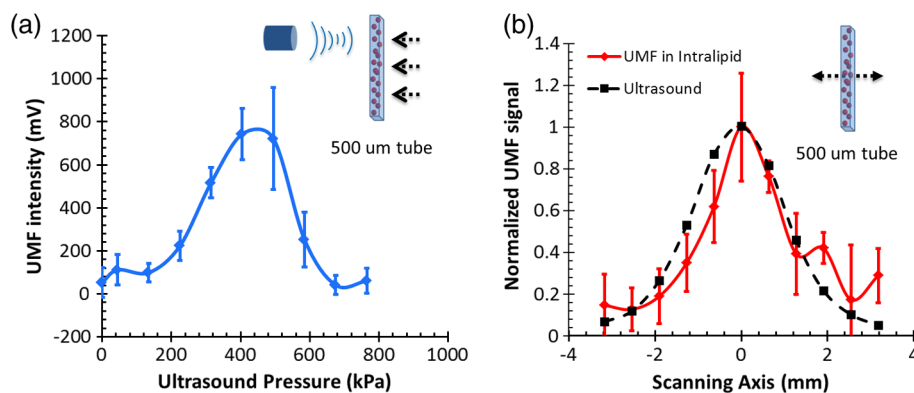 (a)
1200
1000
800
600
400
200
0
-200
0
200
400
600
800
1000
UMF intensity (mV)
Ultrasound Pressure (kPa)
500 um tube
(b)
1.4
1.2
1
0.8
0.6
0.4
0.2
0
-4
-2
0
2
4
Normalized UMF signal
Scanning Axis (mm)
UMF in Intralipid
Ultrasound
500 um tube